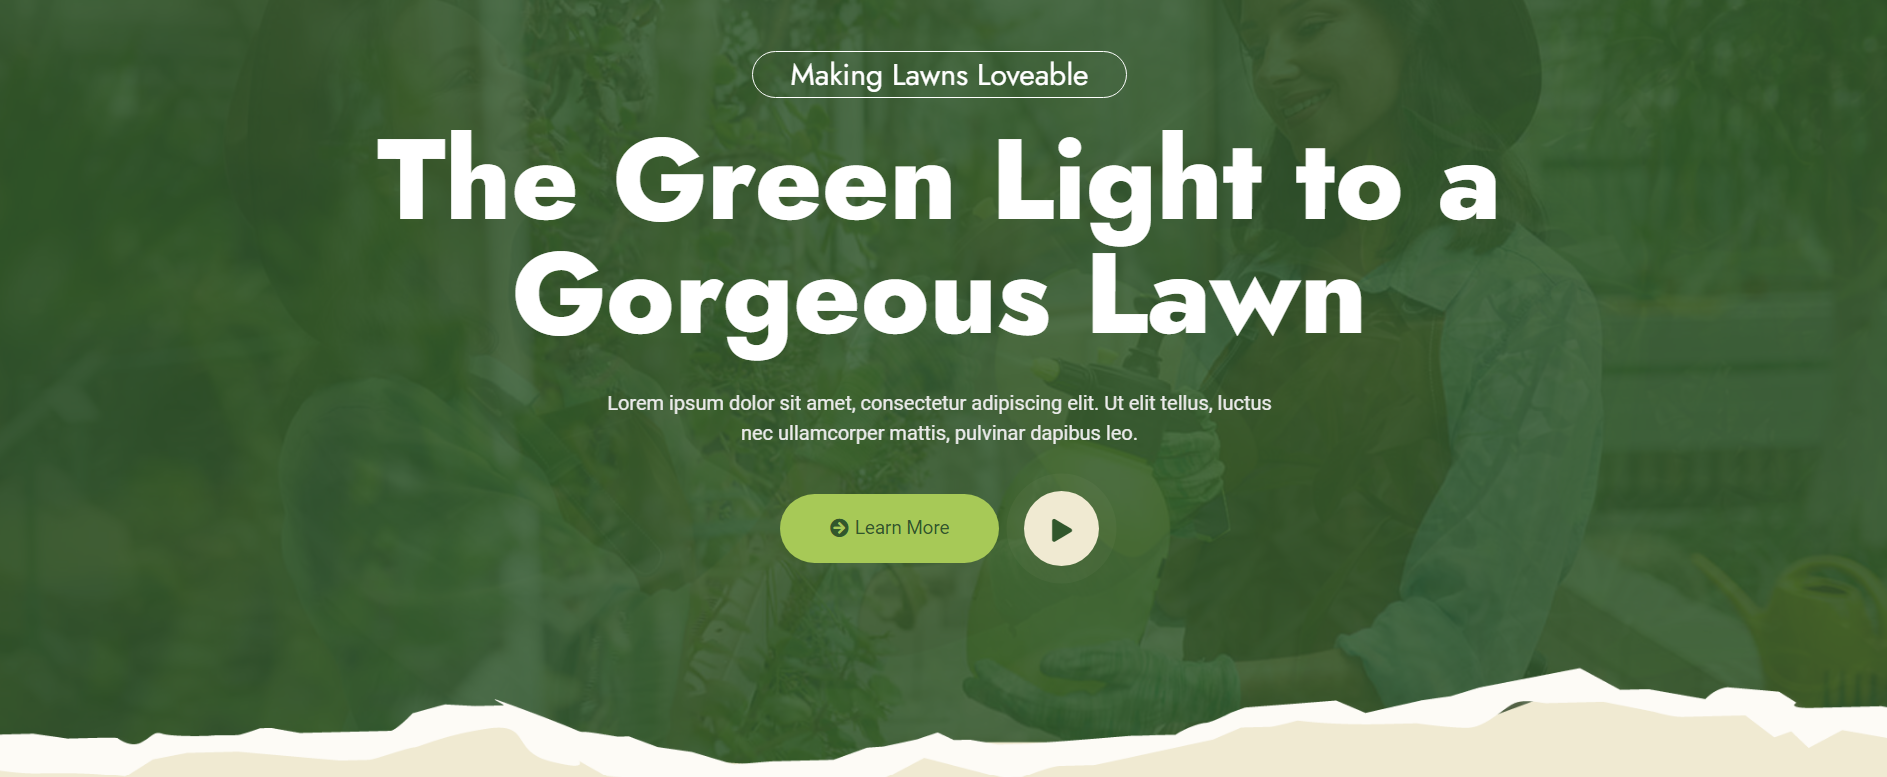 Making Lawns Loveable
The Green Light to a
Gorgeous Lawn
Lorem ipsum dolor sit amet, consectetur adipiscing elit. Ut elit tellus, luctus
nec ullamcorper mattis, pulvinar dapibus leo.
Learn More